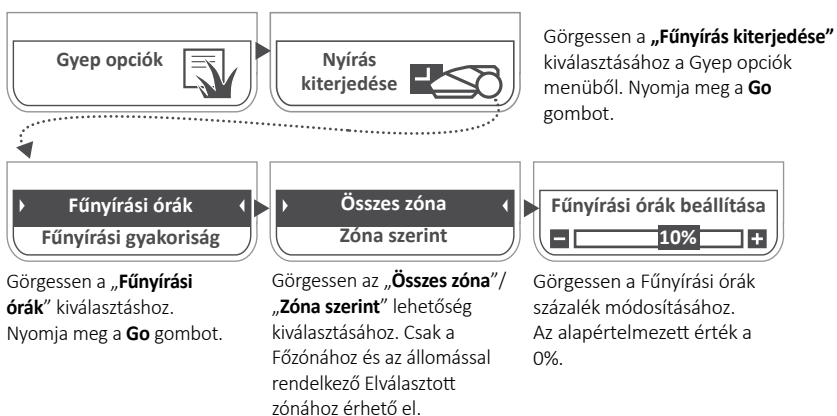 Gyep opciók
Nyírás
kiterjedése
Görgessen a „Fűnyírás kiterjedése”
kiválasztásához a Gyep opciók
menüből. Nyomja meg a Go
gombot.
Fűnyírási órák
Fűnyírási gyakoriság
Összes zóna
Zóna szerint
Fűnyírási órák beállítása
10%
Görgessen a „Fűnyírási
órák” kiválasztáshoz.
Nyomja meg a Go gombot.
Görgessen az „Összes zóna”/
„Zóna szerint” lehetőség
kiválasztásához. Csak a
Főzónához és az állomással
rendelkező Elválasztott
zónához érhető el.
Görgessen a Fűnyírási órák
százalék módosításához.
Az alapértelmezett érték a
0%.